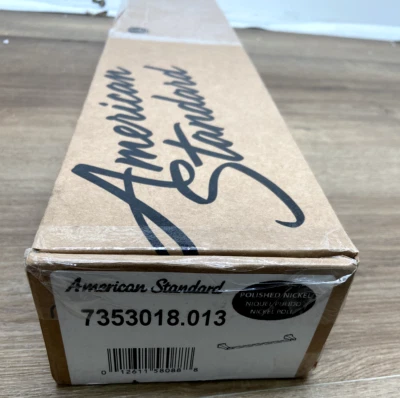 American
Standard
American Standard
POLISHED NICKEL
7353018.013